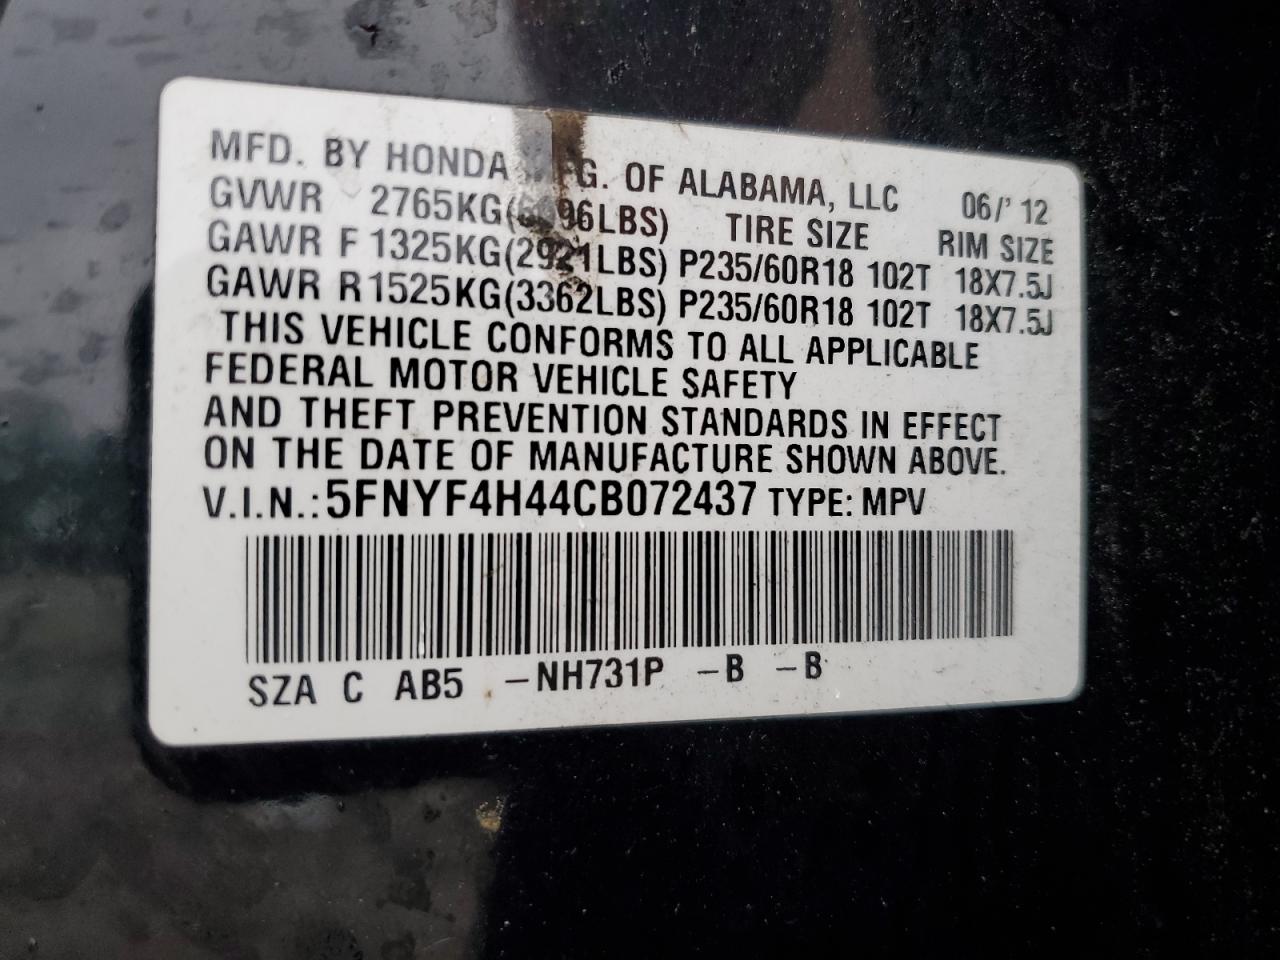 MFD. BY HONDA OF ALABAMA, LLC 06/' 12
GVWR 2765KG TIRE SIZE RIM SIZE
GAWR F 1325KG(2921LBS) P235/60R18 102T 18X7.5J
GAWR R1525KG(3362LBS) P235/60R18 102T 18X7.5J
THIS VEHICLE CONFORMS TO ALL APPLICABLE
FEDERAL MOTOR VEHICLE SAFETY
AND THEFT PREVENTION STANDARDS IN EFFECT
ON THE DATE OF MANUFACTURE SHOWN ABOVE.
V.I.N.: 5FNYF4H44CB072437 TYPE: MPV
SZA C AB5 -NH731P -B -B